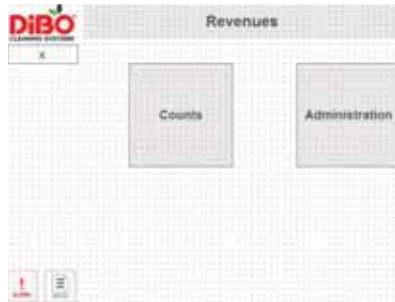 DiBO
CLEANING SYSTEMS
Revenues
X
Counts
Administration